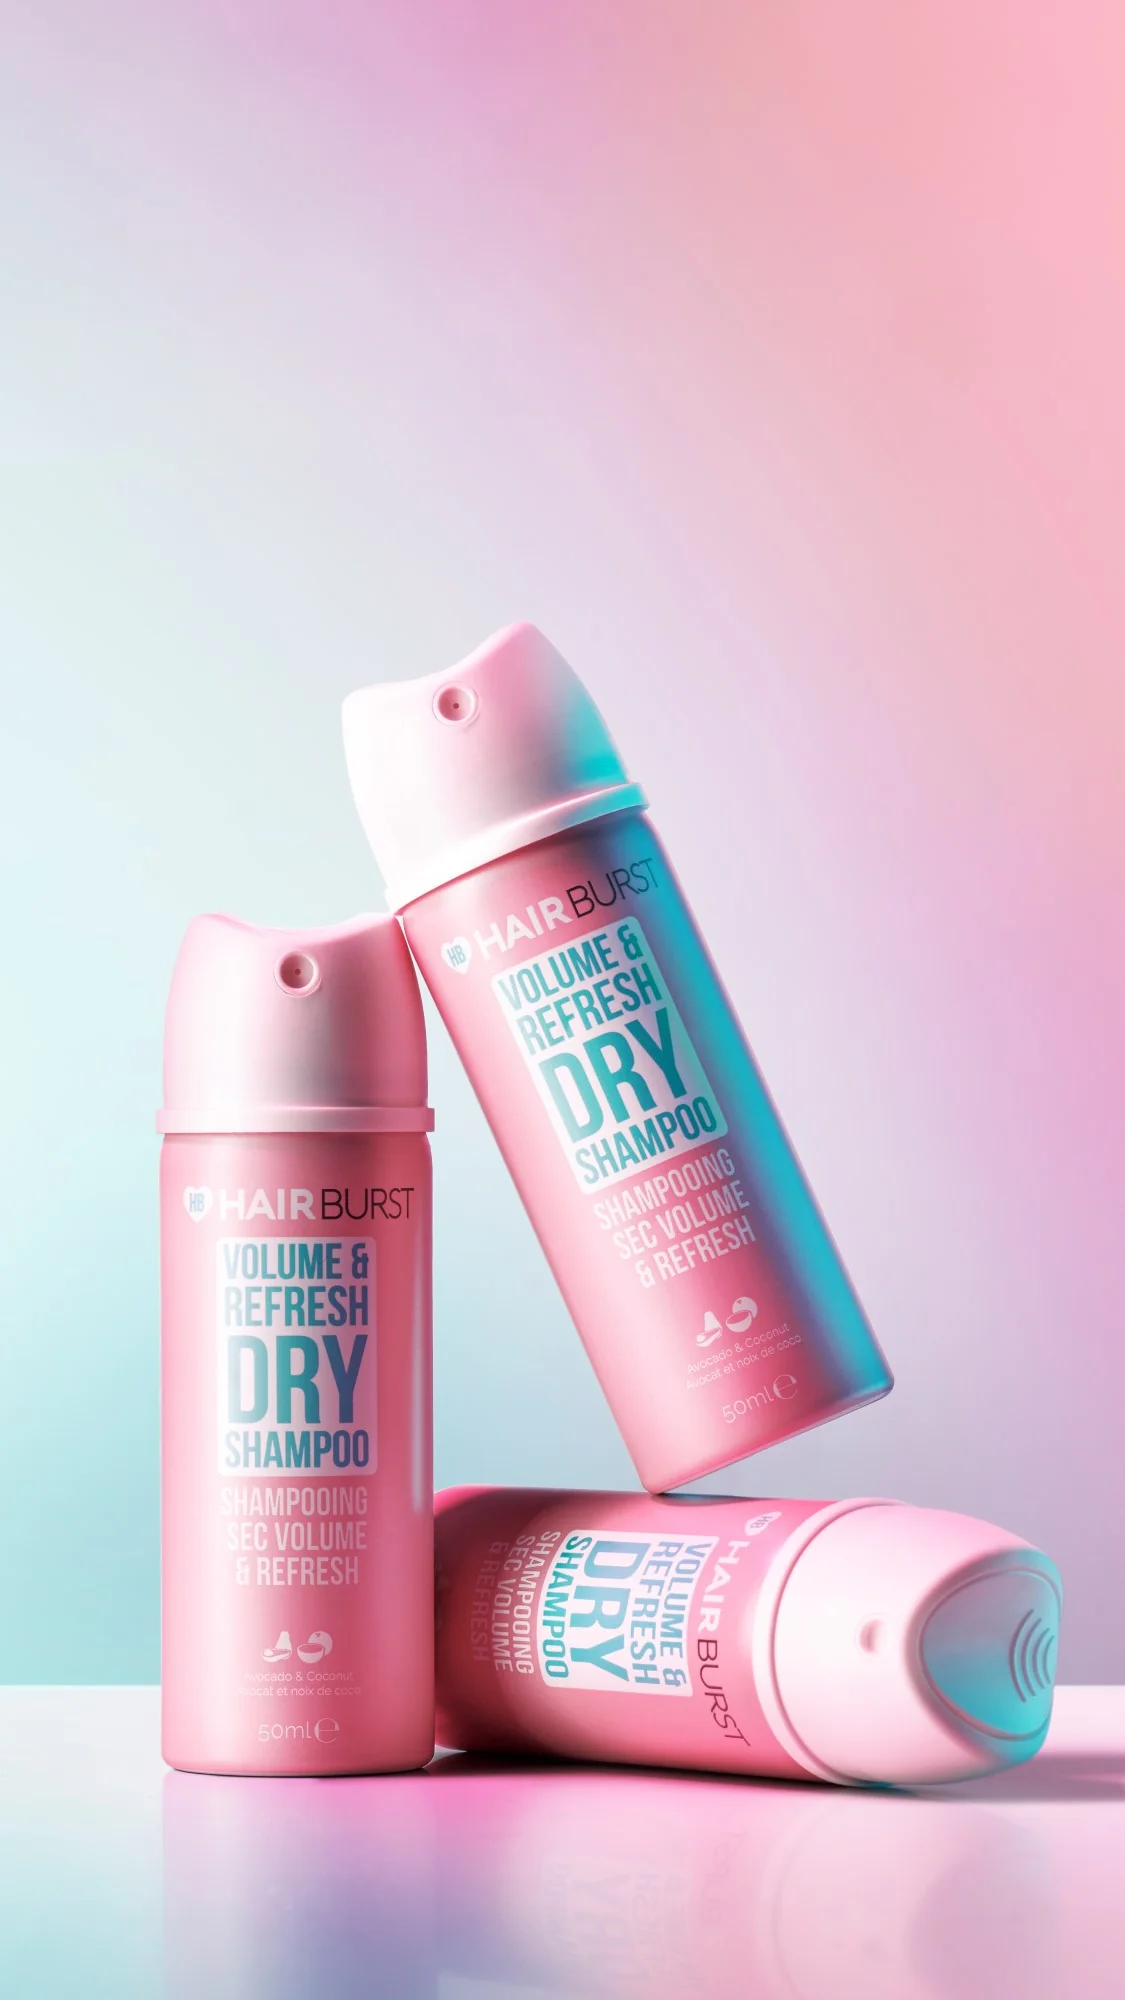 HB HAIRBURST
VOLUME &
REFRESH
DRY
SHAMPOO
SHAMPOOING
SEC VOLUME
& REFRESH
Avocado & Coconut
Avocat et noix de coco
50ml℮
HB HAIRBURST
VOLUME &
REFRESH
DRY
SHAMPOO
SHAMPOOING
SEC VOLUME
& REFRESH
Avocado & Coconut
Avocat et noix de coco
50ml℮
HB HAIRBURST
VOLUME &
REFRESH
DRY
SHAMPOO
SHAMPOOING
SEC VOLUME
& REFRESH